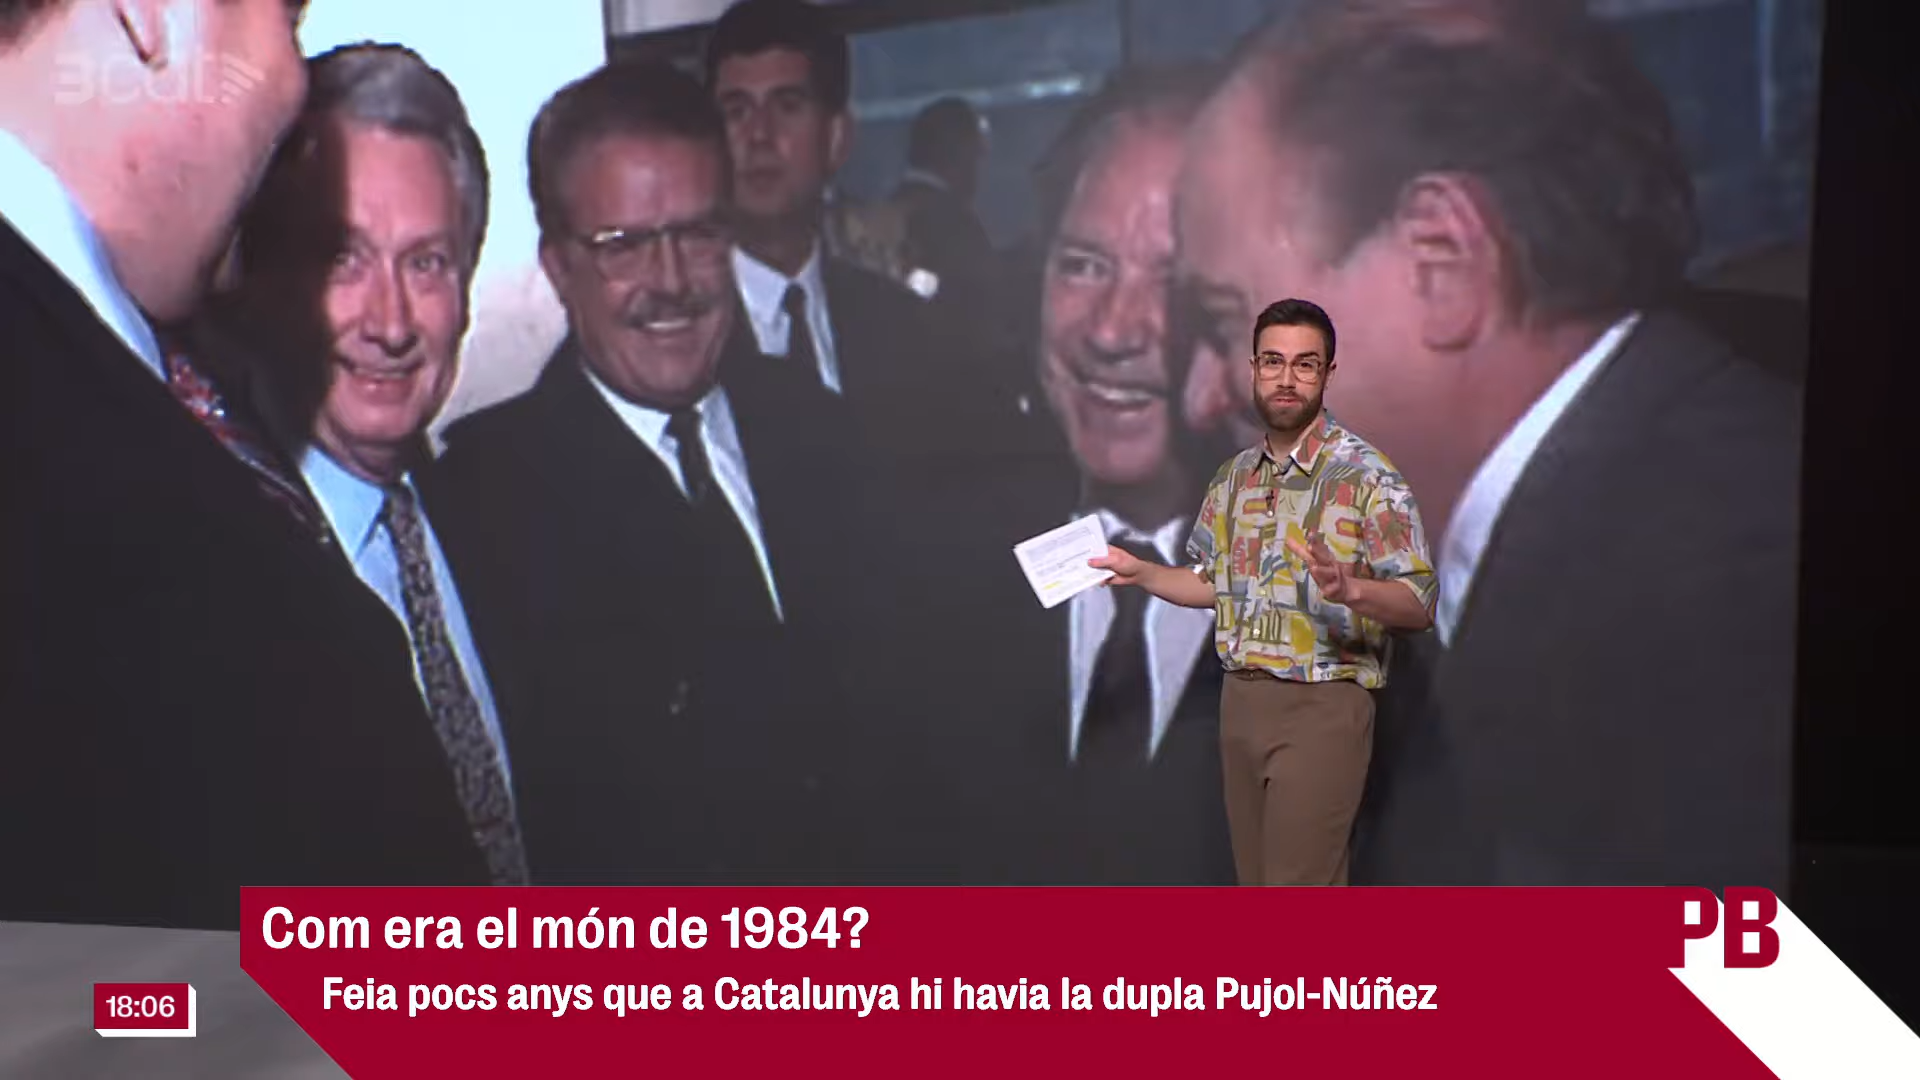 3cat
Com era el món de 1984?
PB
Feia pocs anys que a Catalunya hi havia la dupla Pujol-Núñez
18:06